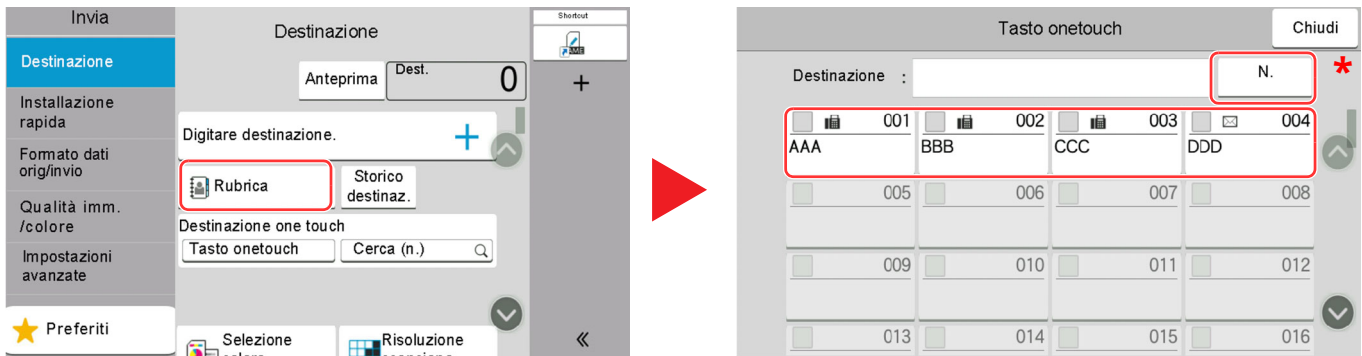 Invia
Destinazione
Installazione
rapida
Formato dati
orig/invio
Qualità imm.
/colore
Impostazioni
avanzate
Preferiti
Destinazione
Anteprima
Dest.
0
Digitare destinazione.
Rubrica
Storico
destinaz.
Destinazione one touch
Tasto onetouch
Cerca (n.)
Selezione
Risoluzione
Shortcut
Tasto onetouch
Chiudi
Destinazione :
N.
*
001 002 003 004
AAA BBB CCC DDD
005 006 007 008
009 010 011 012
013 014 015 016